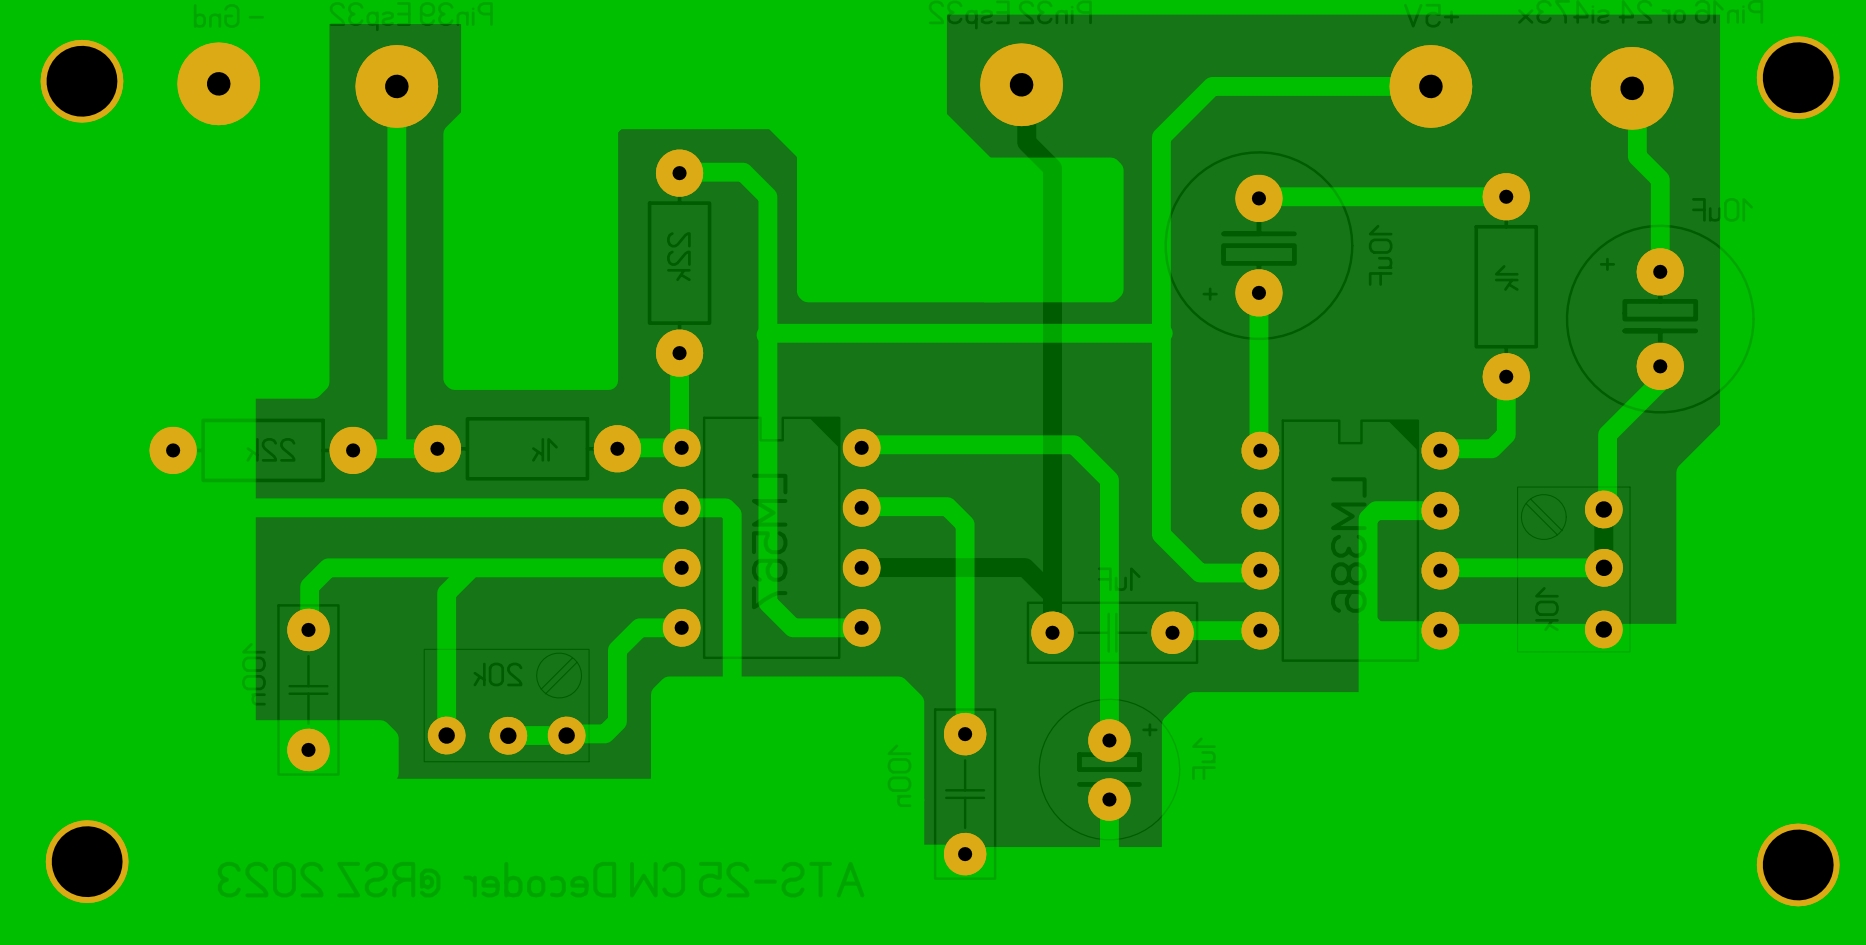 - Gnd
Pin39 Esp32
Pin32 Esp32
+5V
Pin16 or 24 si473x
22k
10uF
1k
10uF
22k
1k
LM567
LM386
1uF
10k
100n
20k
100n
1uF
ATS-25 CW Decoder @RSZ 2023